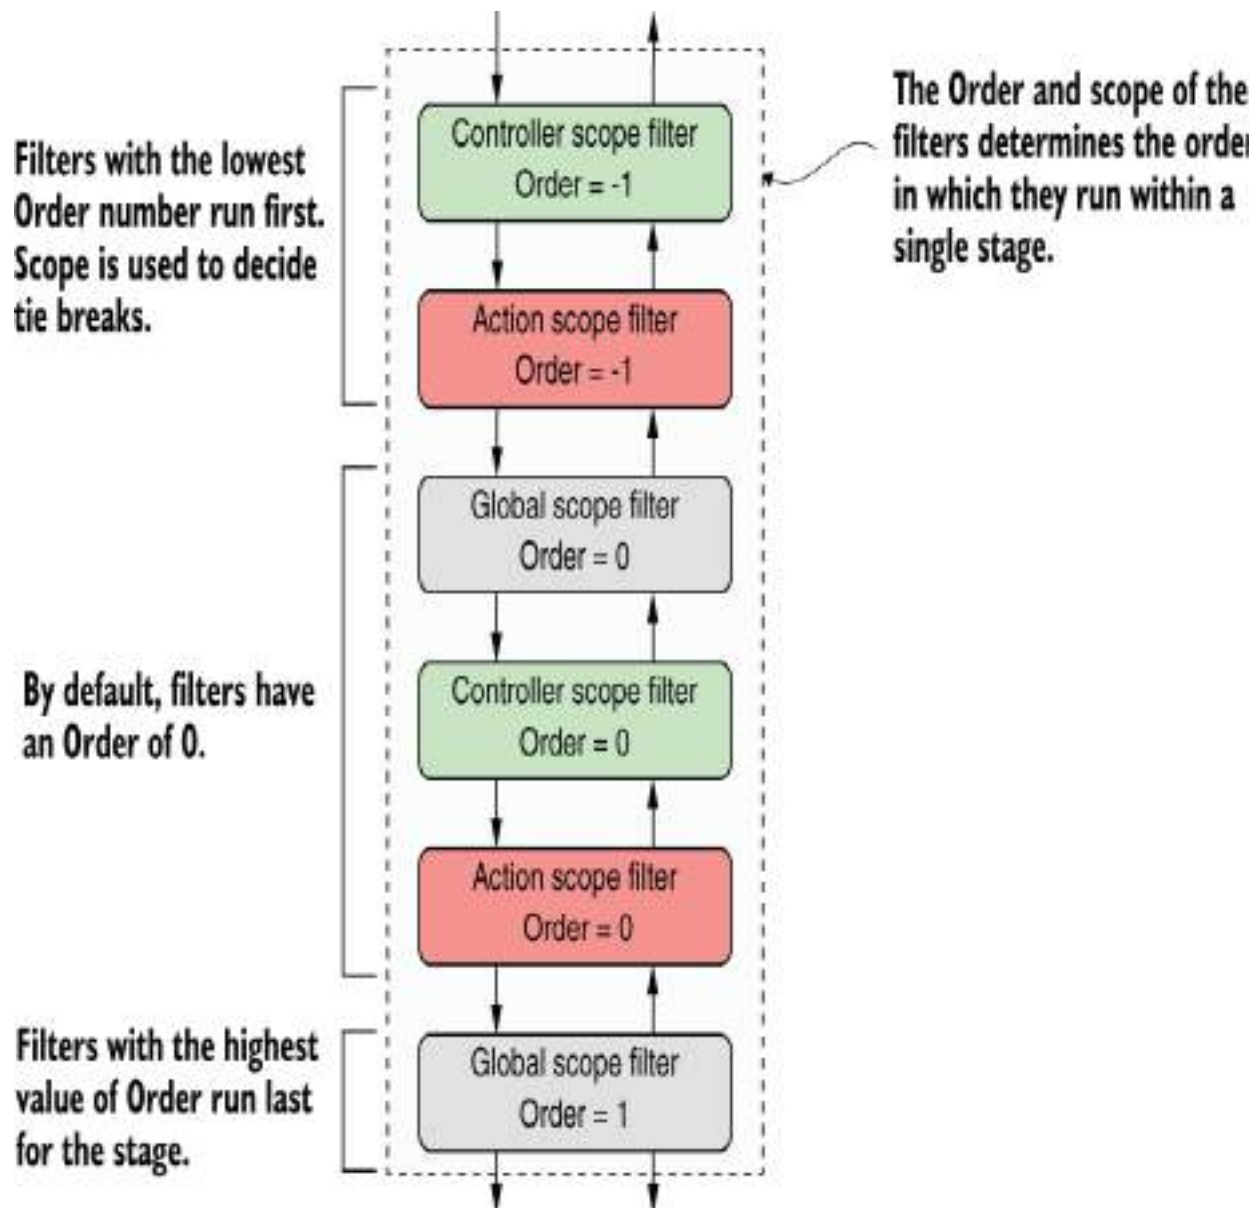 Filters with the lowest
Order number run first.
Scope is used to decide
tie breaks.
Controller scope filter
Order = -1
The Order and scope of the
filters determines the order
in which they run within a
single stage.
Action scope filter
Order = -1
Global scope filter
Order = 0
By default, filters have
an Order of 0.
Controller scope filter
Order = 0
Action scope filter
Order = 0
Filters with the highest
value of Order run last
for the stage.
Global scope filter
Order = 1